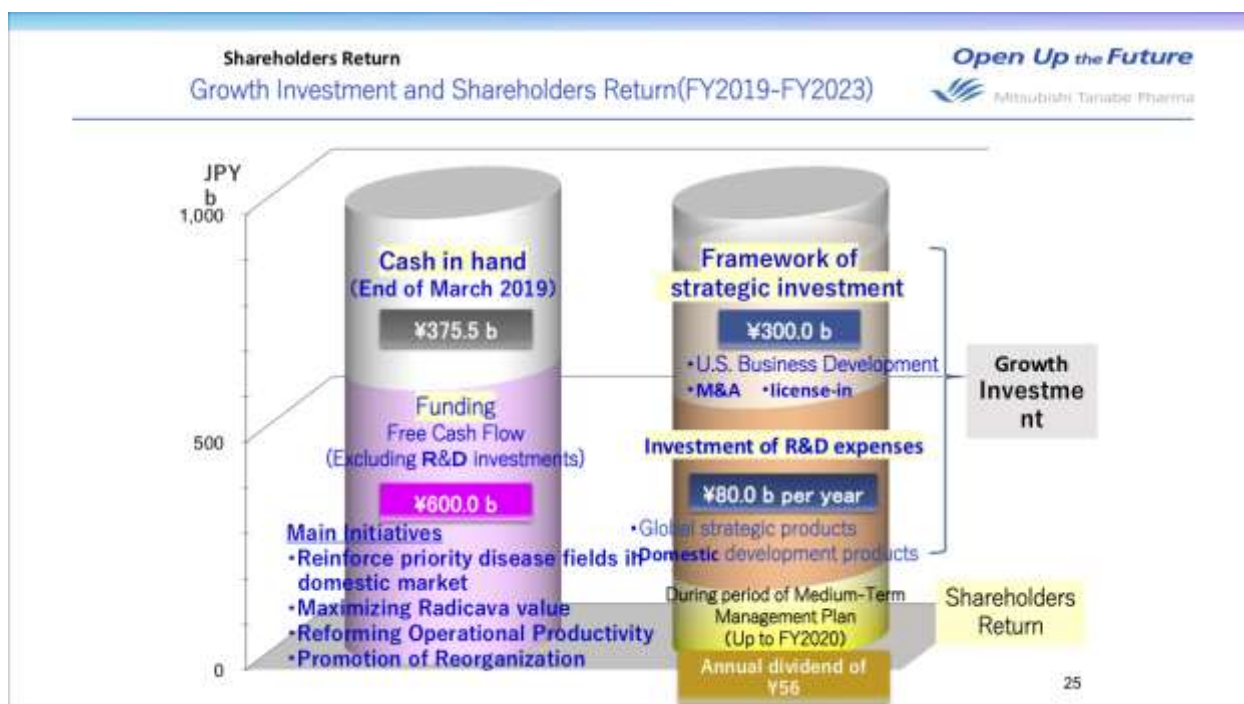 Shareholders Return
Growth Investment and Shareholders Return(FY2019-FY2023)
Open Up the Future
Mitsubishi Tanabe Pharma
JPY
b
1,000
500
0
Cash in hand
(End of March 2019)
¥375.5 b
Funding
Free Cash Flow
(Excluding R&D investments)
¥600.0 b
Main Initiatives
•Reinforce priority disease fields in
domestic market
•Maximizing Radicava value
•Reforming Operational Productivity
•Promotion of Reorganization
Framework of
strategic investment
¥300.0 b
•U.S. Business Development
•M&A •license-in
Investment of R&D expenses
¥80.0 b per year
•Global strategic products
•Domestic development products
During period of Medium-Term
Management Plan
(Up to FY2020)
Annual dividend of
¥56
Growth
Investme
nt
Shareholders
Return
25